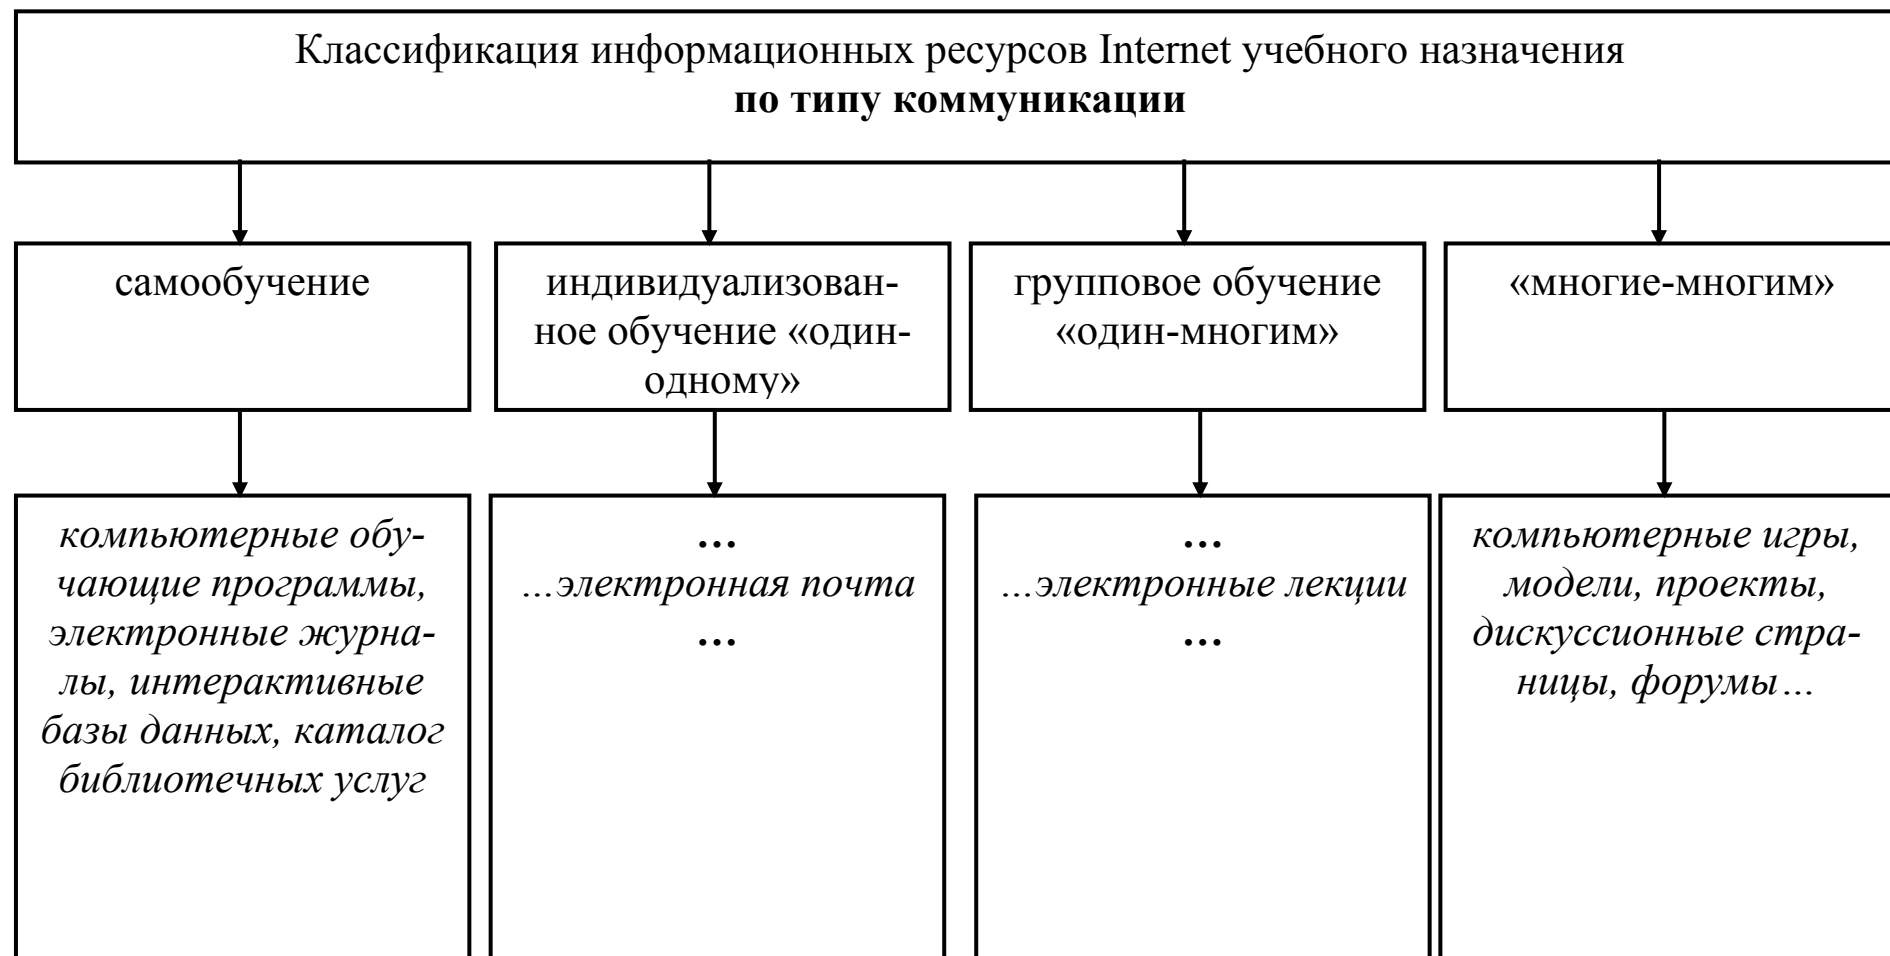 Классификация информационных ресурсов Internet учебного назначения
по типу коммуникации
самообучение
индивидуализован-
ное обучение «один-
одному»
групповое обучение
«один-многим»
«многие-многим»
компьютерные обу-
чающие программы,
электронные журна-
лы, интерактивные
базы данных, каталог
библиотечных услуг
...
...электронная почта
...
...
...электронные лекции
...
компьютерные игры,
модели, проекты,
дискуссионные стра-
ницы, форумы...